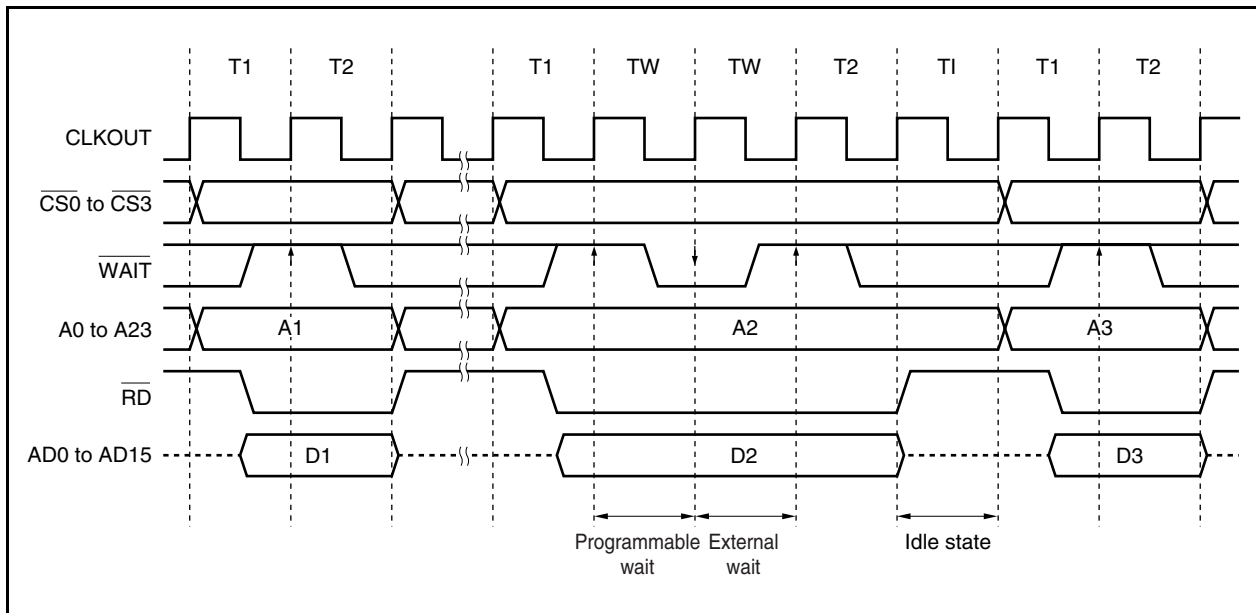 T1 T2 T1 TW TW T2 TI T1 T2
CLKOUT
CS0 to CS3
WAIT
A0 to A23 A1 A2 A3
RD
AD0 to AD15 D1 D2 D3
Programmable wait
External wait
Idle state